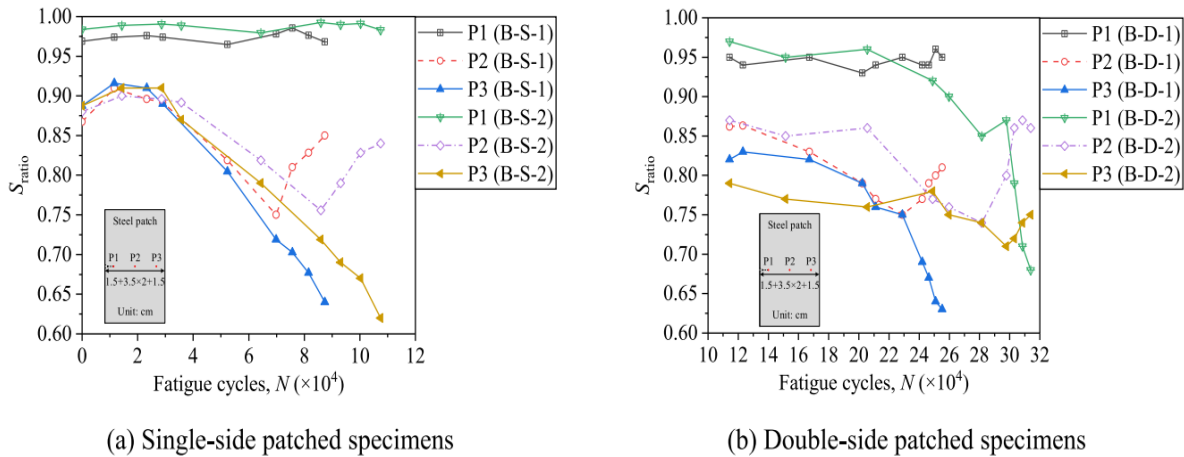 1.00
0.95
0.90
0.85
0.80
0.75
0.70
0.65
0.60
S_ratio
0 2 4 6 8 10 12
Fatigue cycles, N (×10⁴)
Steel patch
P1 P2 P3
1.5+3.5×2+1.5
Unit: cm
P1 (B-S-1)
P2 (B-S-1)
P3 (B-S-1)
P1 (B-S-2)
P2 (B-S-2)
P3 (B-S-2)
(a) Single-side patched specimens
1.00
0.95
0.90
0.85
0.80
0.75
0.70
0.65
0.60
S_ratio
10 12 14 16 18 20 22 24 26 28 30 32
Fatigue cycles, N (×10⁴)
Steel patch
P1 P2 P3
1.5+3.5×2+1.5
Unit: cm
P1 (B-D-1)
P2 (B-D-1)
P3 (B-D-1)
P1 (B-D-2)
P2 (B-D-2)
P3 (B-D-2)
(b) Double-side patched specimens